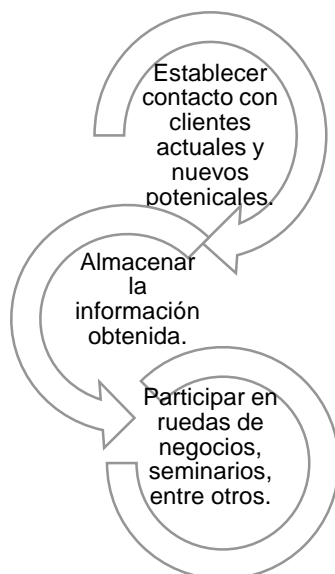 Establecer
contacto con
clientes
actuales y
nuevos
potenicales.
Almacenar
la
información
obtenida.
Participar en
ruedas de
negocios,
seminarios,
entre otros.